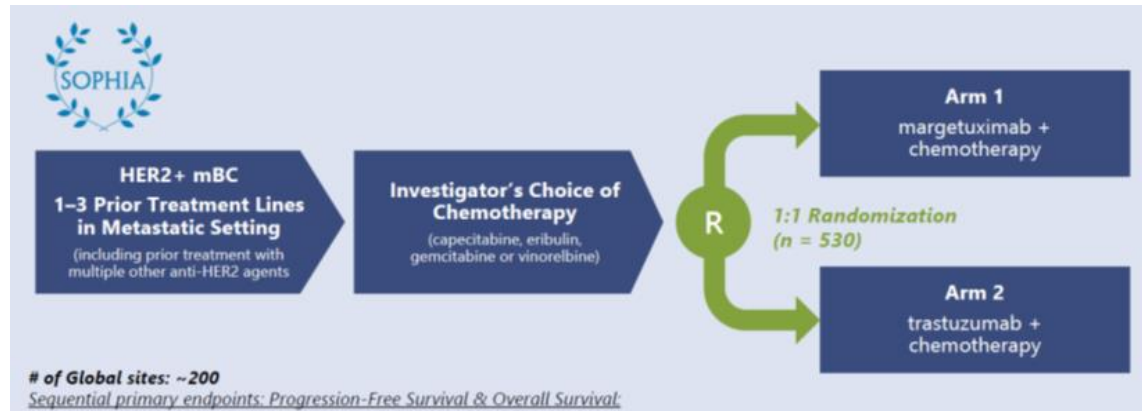 SOPHIA
HER2+ mBC
1–3 Prior Treatment Lines
in Metastatic Setting
(including prior treatment with
multiple other anti-HER2 agents
Investigator's Choice of
Chemotherapy
(capecitabine, eribulin,
gemcitabine or vinorelbine)
R
1:1 Randomization
(n = 530)
Arm 1
margetuximab +
chemotherapy
Arm 2
trastuzumab +
chemotherapy
# of Global sites: ~200
Sequential primary endpoints: Progression-Free Survival & Overall Survival;